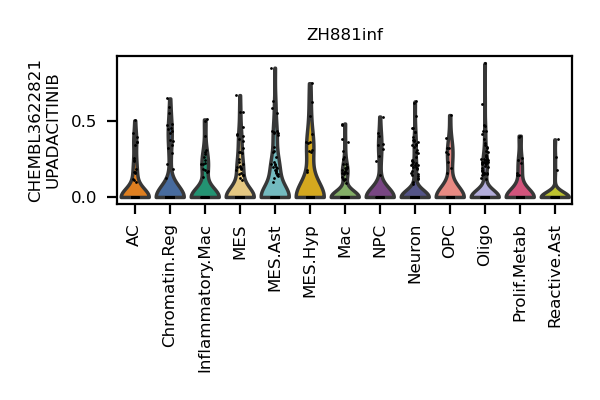 ZH881inf
CHEMBL3622821
UPADACITINIB
0.5
0.0
AC
Chromatin.Reg
Inflammatory.Mac
MES
MES.Ast
MES.Hyp
Mac
NPC
Neuron
OPC
Oligo
Prolif.Metab
Reactive.Ast